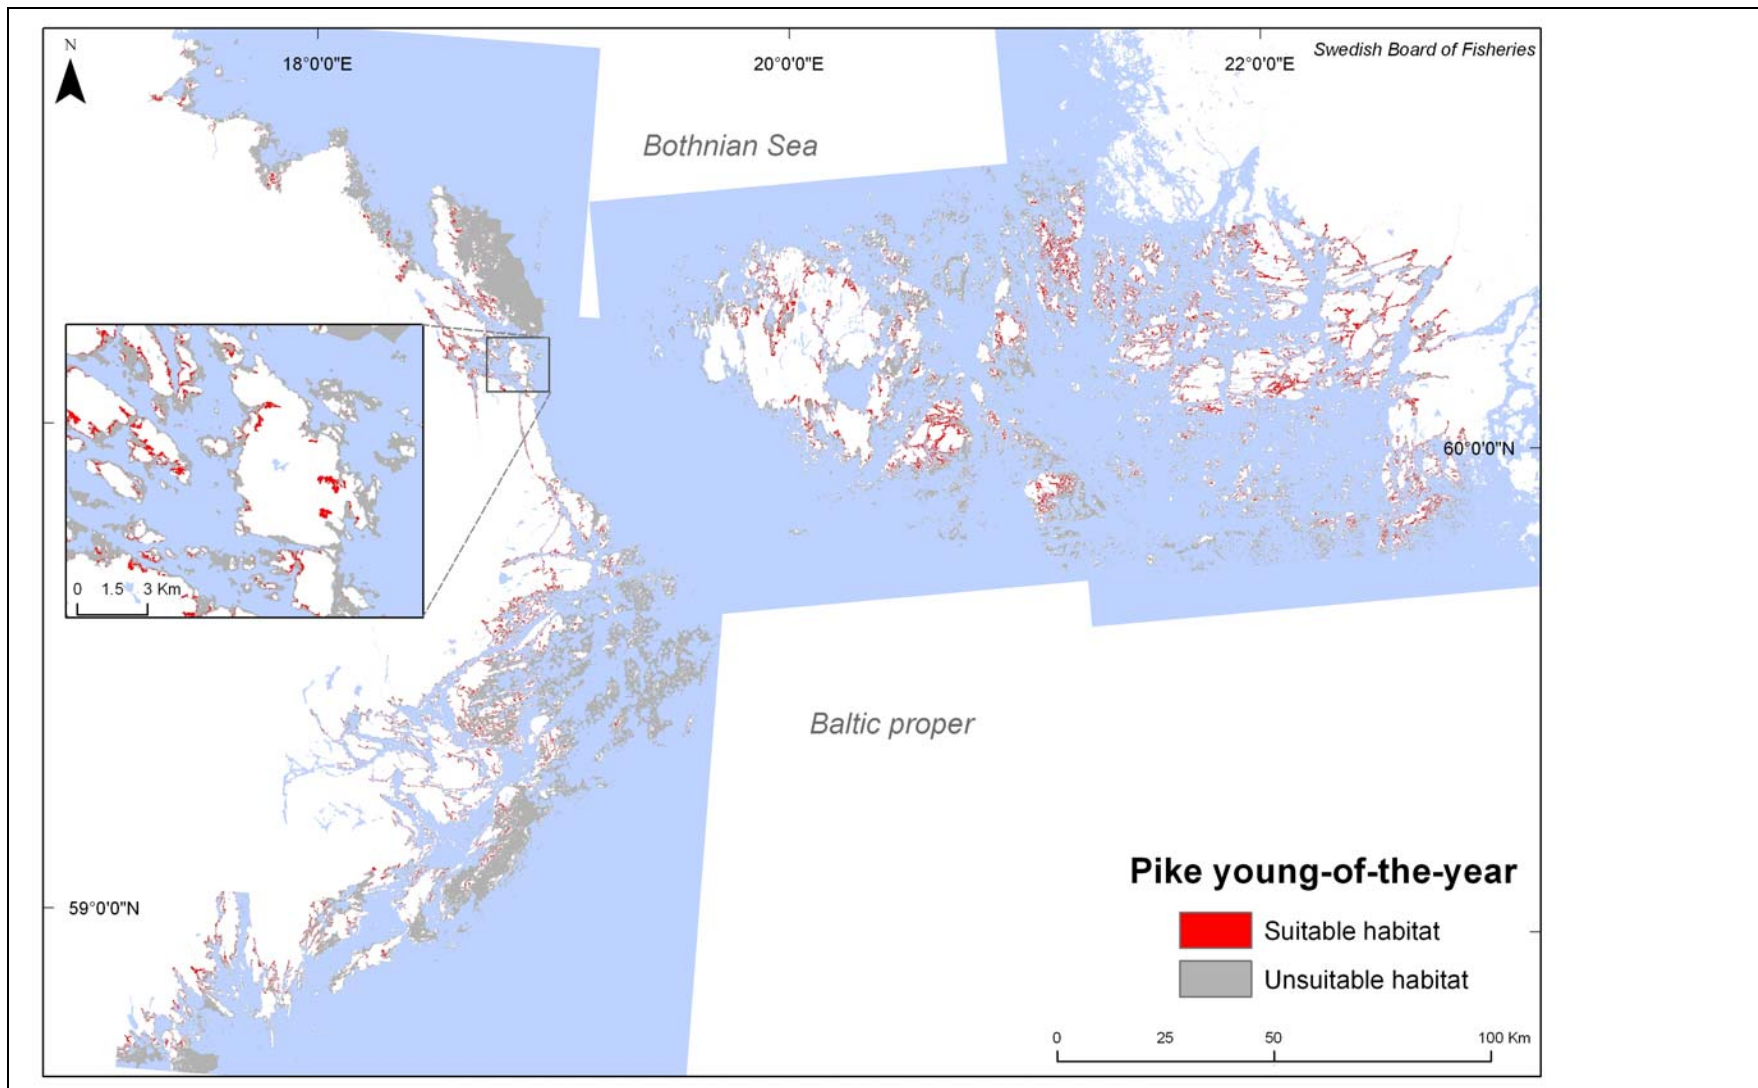 N
18°0'0"E
20°0'0"E
22°0'0"E
Swedish Board of Fisheries
Bothnian Sea
60°0'0"N
0 1.5 3 Km
Baltic proper
59°0'0"N
Pike young-of-the-year
Suitable habitat
Unsuitable habitat
0 25 50 100 Km